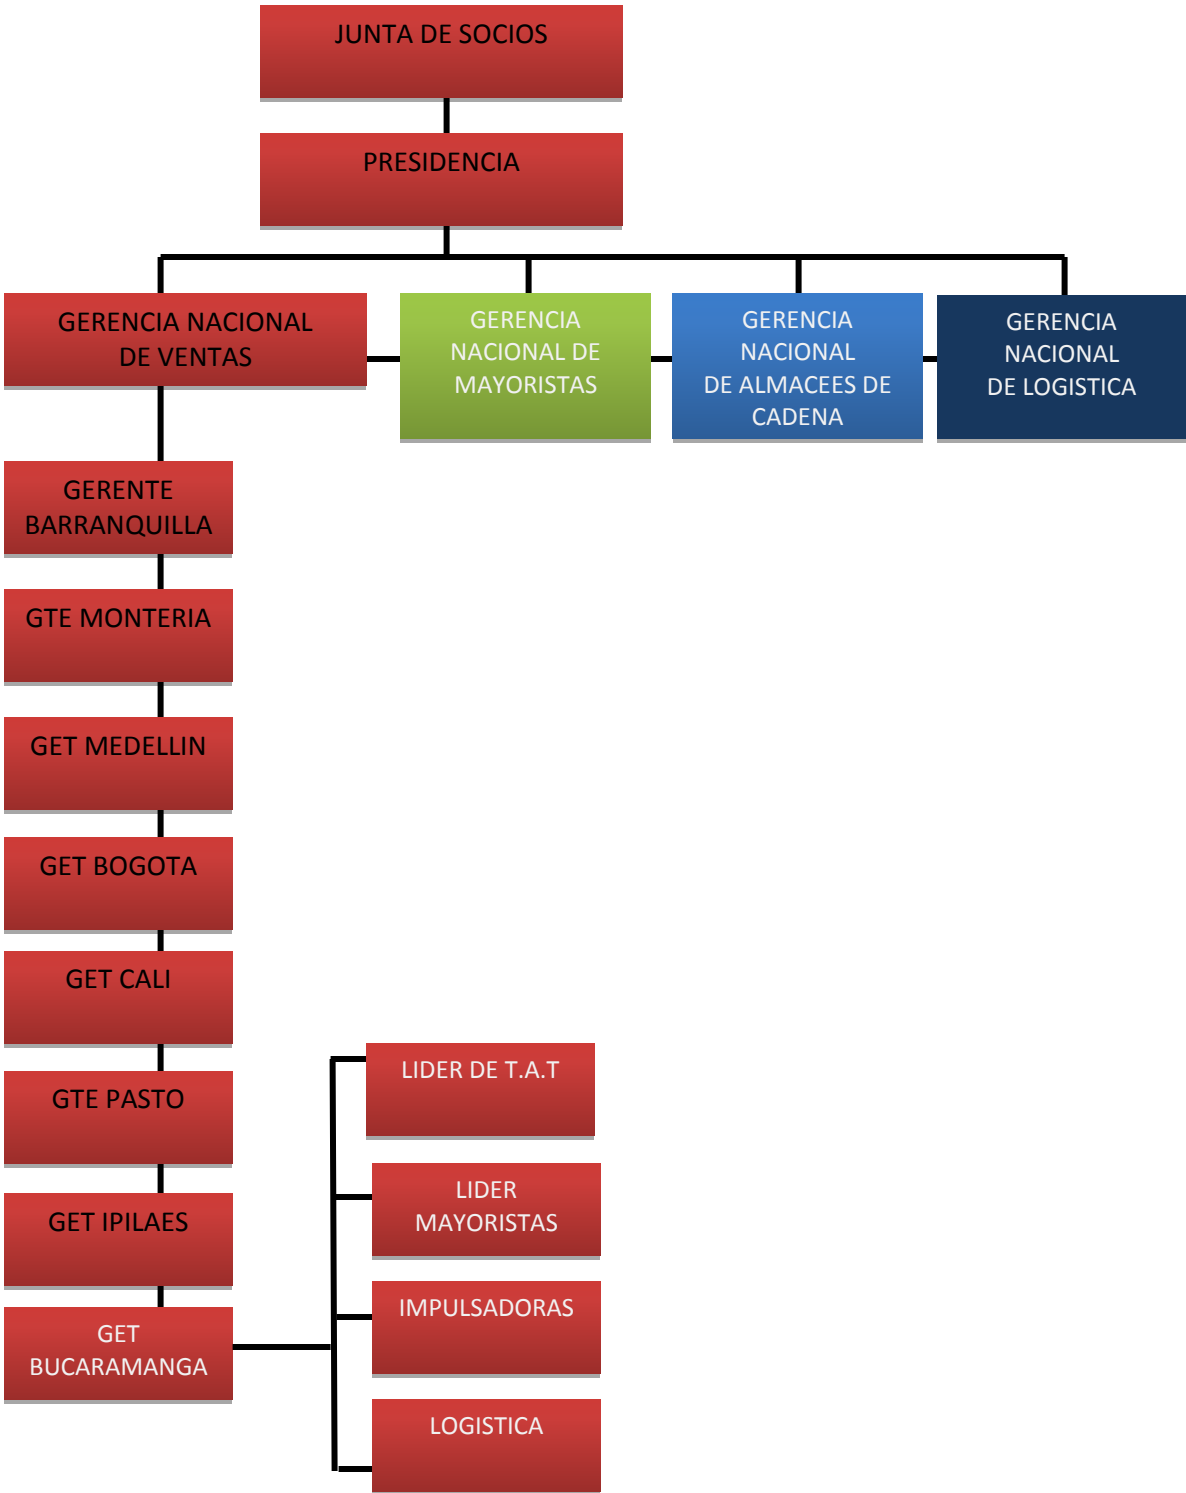 JUNTA DE SOCIOS
PRESIDENCIA
GERENCIA NACIONAL
DE VENTAS
GERENCIA
NACIONAL DE
MAYORISTAS
GERENCIA
NACIONAL
DE ALMACEES DE
CADENA
GERENCIA
NACIONAL
DE LOGISTICA
GERENTE
BARRANQUILLA
GTE MONTERIA
GET MEDELLIN
GET BOGOTA
GET CALI
GTE PASTO
GET IPILAES
GET
BUCARAMANGA
LIDER DE T.A.T
LIDER
MAYORISTAS
IMPULSADORAS
LOGISTICA